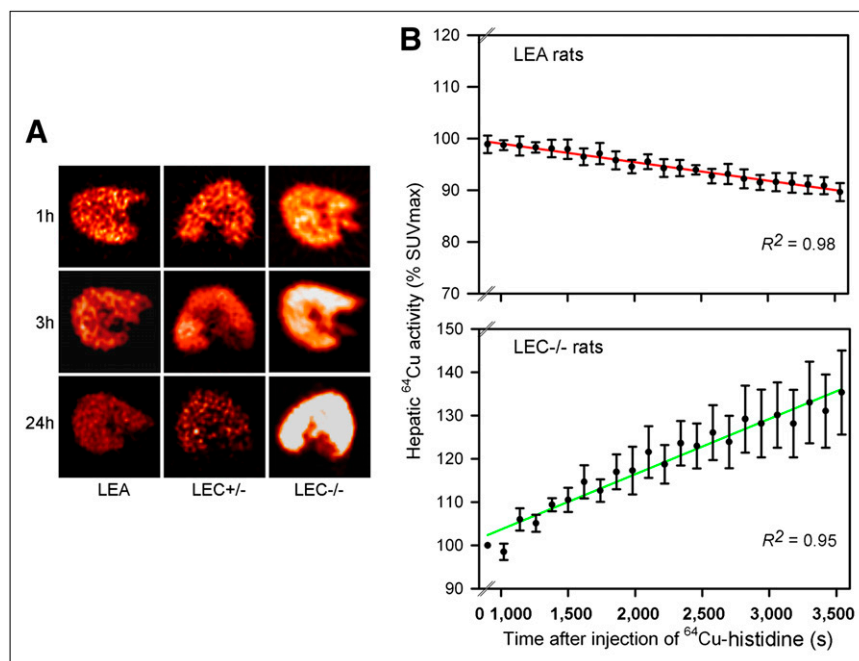 A
1h
3h
24h
LEA
LEC+/-
LEC-/-
B
LEA rats
120
110
100
90
80
70
R² = 0.98
Hepatic ⁶⁴Cu activity (% SUVmax)
LEC-/- rats
150
140
130
120
110
100
90
R² = 0.95
0 1,000 1,500 2,000 2,500 3,000 3,500
Time after injection of ⁶⁴Cu-histidine (s)